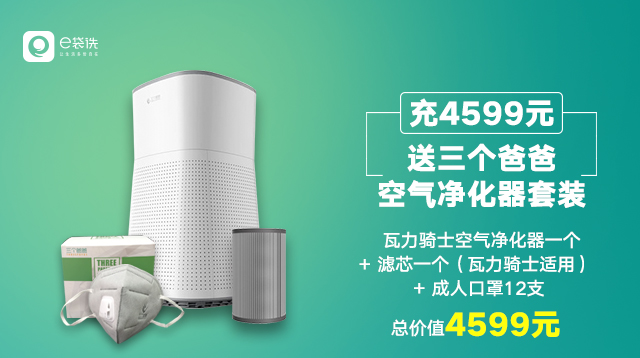 e袋洗
充4599元
送三个爸爸
空气净化器套装
瓦力骑士空气净化器一个
+ 滤芯一个（瓦力骑士适用）
+ 成人口罩12支
总价值4599元
THREE